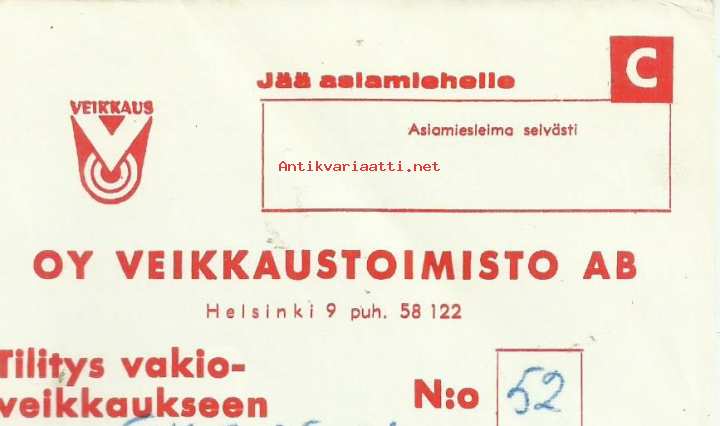 Jää asiamiehelle
C
VEIKKAUS
Asiamiesleima selvästi
Antikvariaatti.net
OY VEIKKAUSTOIMISTO AB
Helsinki 9 puh. 58 122
Tilitys vakio-
veikkaukseen
N:o 52